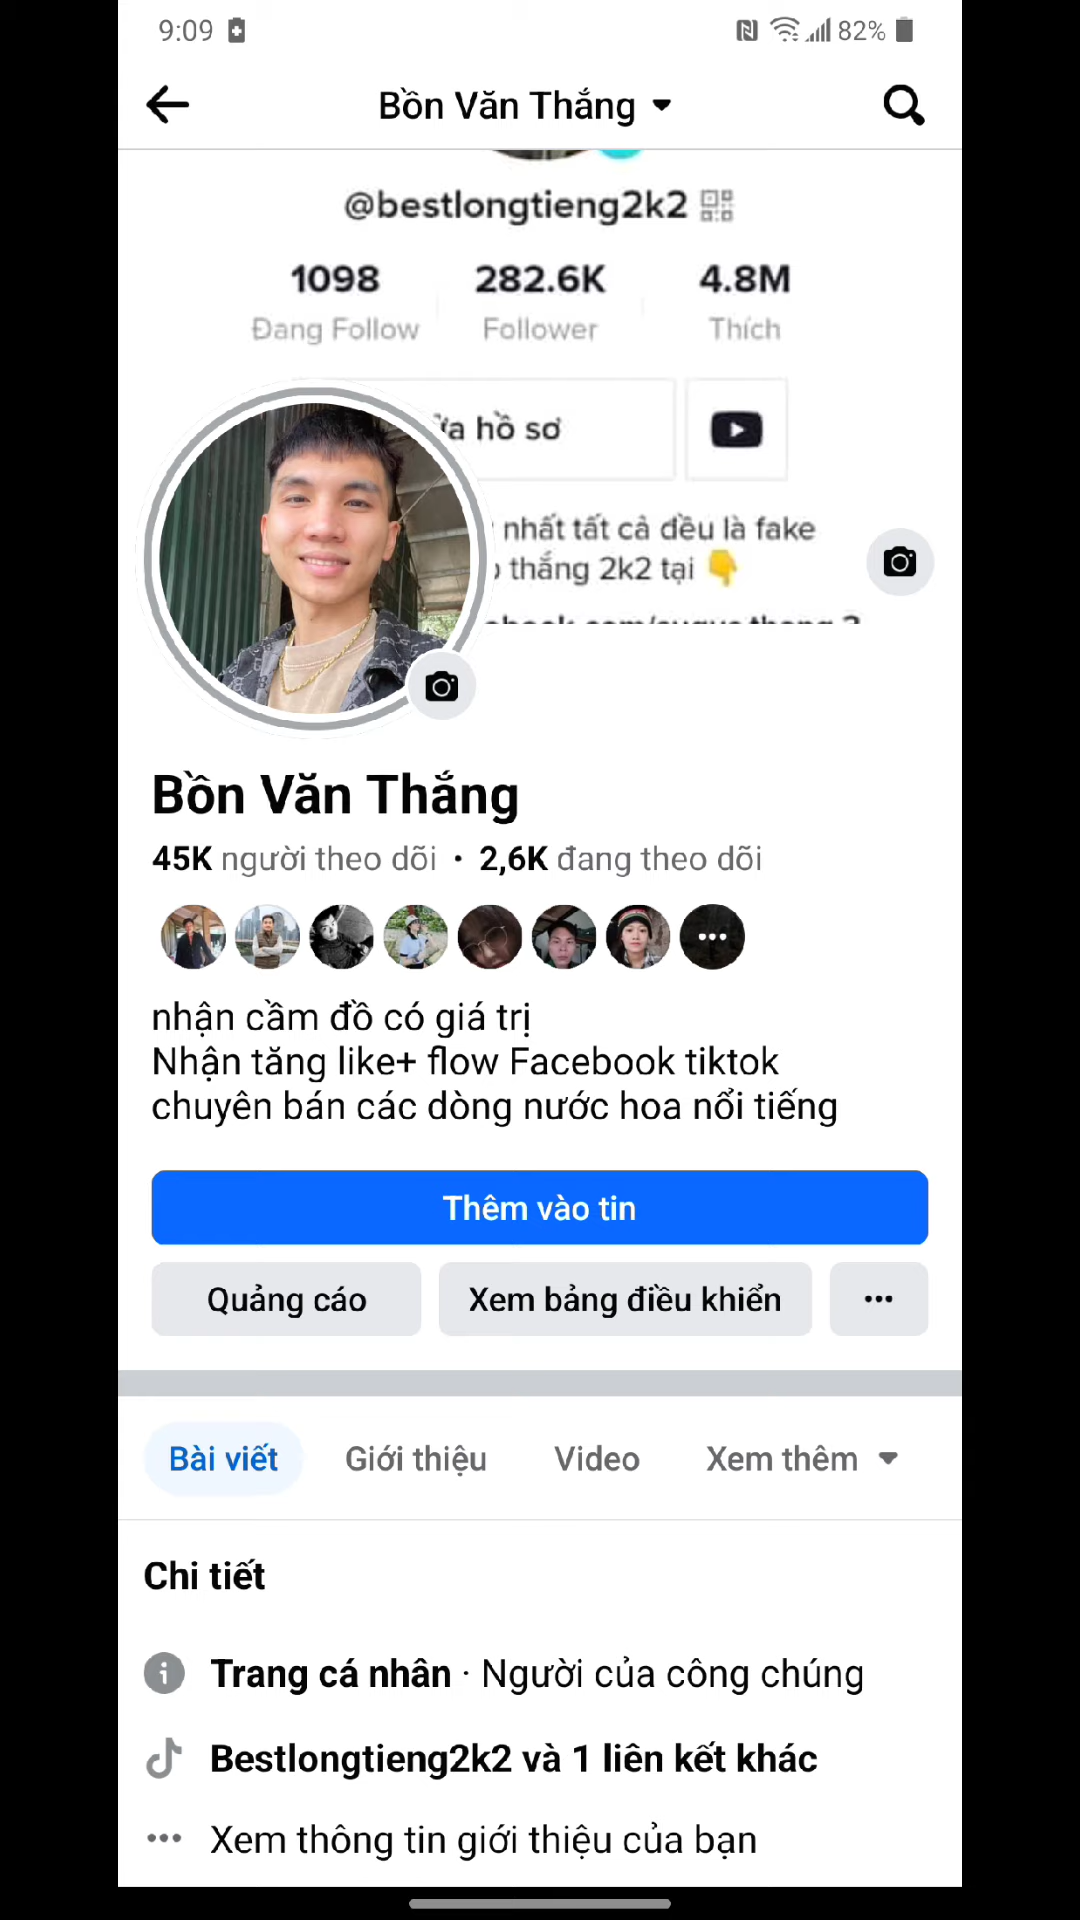 9:09
82%
Bồn Văn Thắng
@bestlongtieng2k2
1098 282.6K 4.8M
Đang Follow Follower Thích
hồ sơ
nhất tất cả đều là fake
thắng 2k2 tại 👇
Bồn Văn Thắng
45K người theo dõi • 2,6K đang theo dõi
nhận cầm đồ có giá trị
Nhận tăng like+ flow Facebook tiktok
chuyên bán các dòng nước hoa nổi tiếng
Thêm vào tin
Quảng cáo Xem bảng điều khiển
Bài viết Giới thiệu Video Xem thêm
Chi tiết
Trang cá nhân · Người của công chúng
Bestlongtieng2k2 và 1 liên kết khác
Xem thông tin giới thiệu của bạn